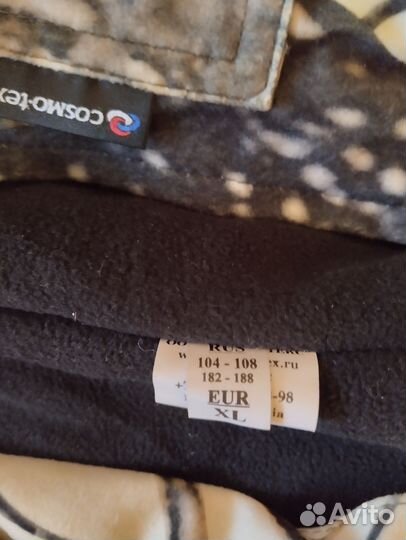 COSMO-tex
RUS
104 - 108
182 - 188
EUR
XL
ex.ru
-98
Avito